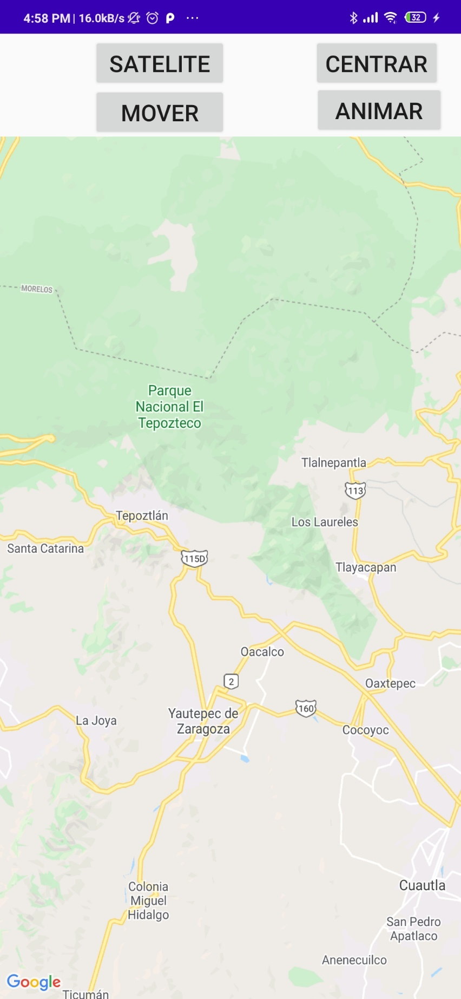 4:58 PM | 16.0kB/s P ...
32
SATELITE
CENTRAR
MOVER
ANIMAR
MORELOS
Parque
Nacional El
Tepozteco
Tlalnepantla
113
Tepoztlán
Los Laureles
Santa Catarina
115D
Tlayacapan
Oacalco
2
Oaxtepec
160
Yautepec de
Zaragoza
La Joya
Cocoyoc
Colonia
Miguel
Hidalgo
Cuautla
San Pedro
Apatlaco
Anenecuilco
Google
Ticumán